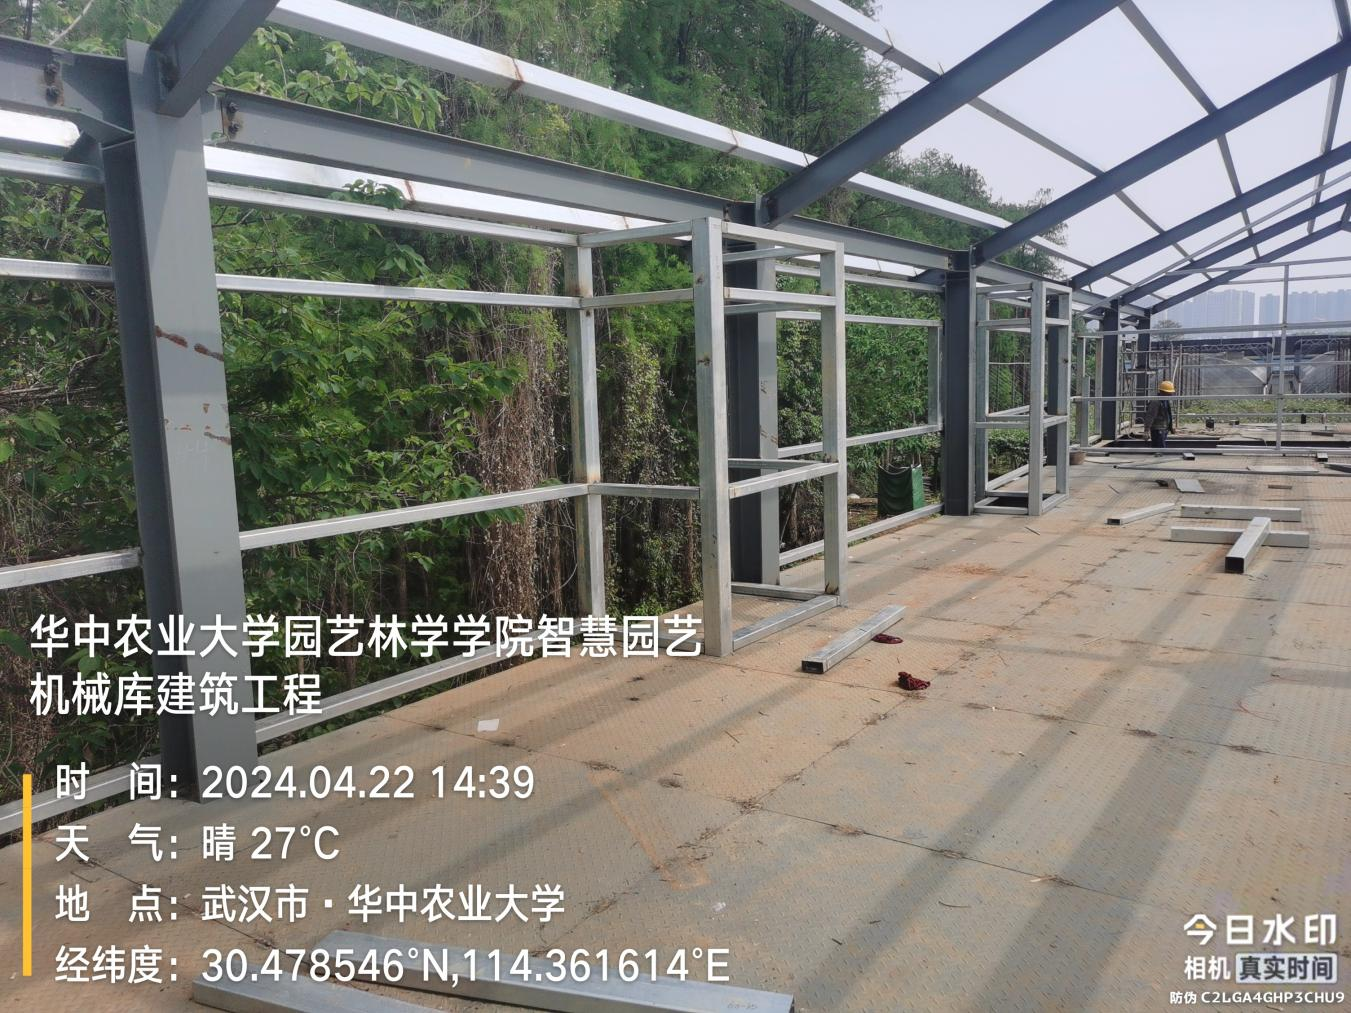 华中农业大学园艺林学学院智慧园艺
机械库建筑工程
时 间：2024.04.22 14:39
天 气：晴 27°C
地 点：武汉市·华中农业大学
经纬度：30.478546°N,114.361614°E
今日水印
相机 真实时间
防伪 C2LGA4GHP3CHU9